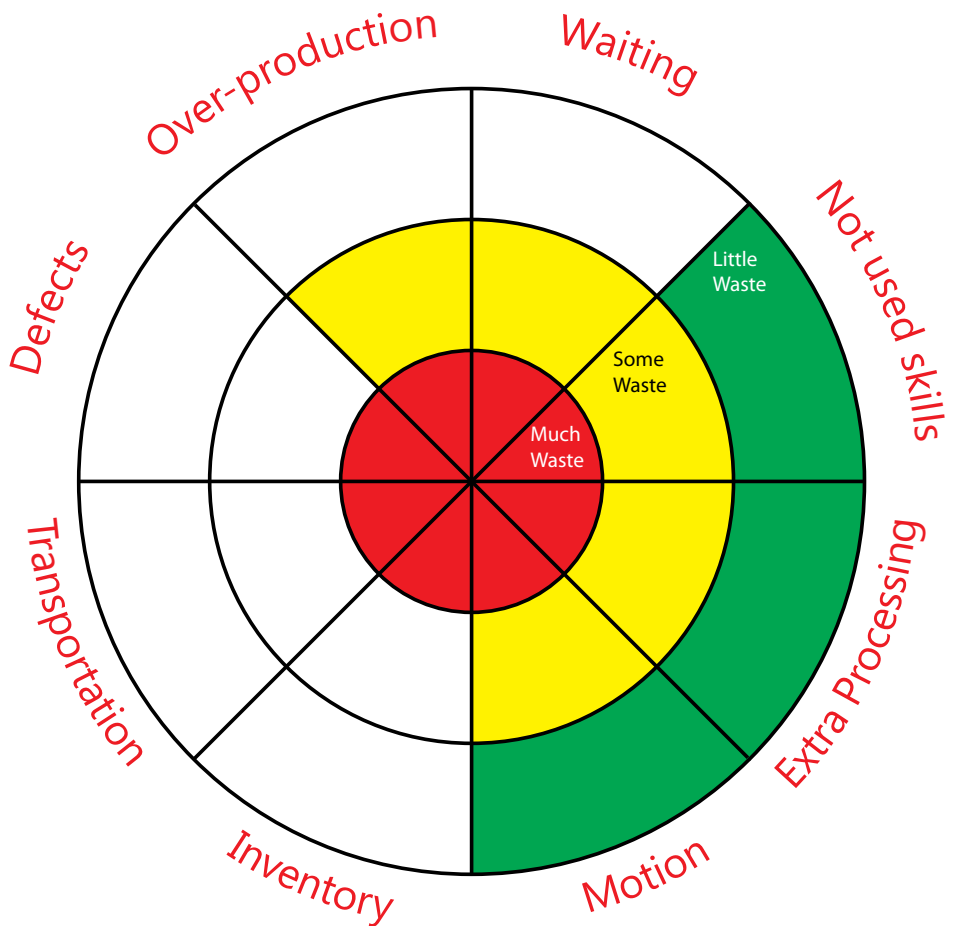 Over-production
Waiting
Not used skills
Extra Processing
Motion
Inventory
Transportation
Defects
Little
Waste
Some
Waste
Much
Waste